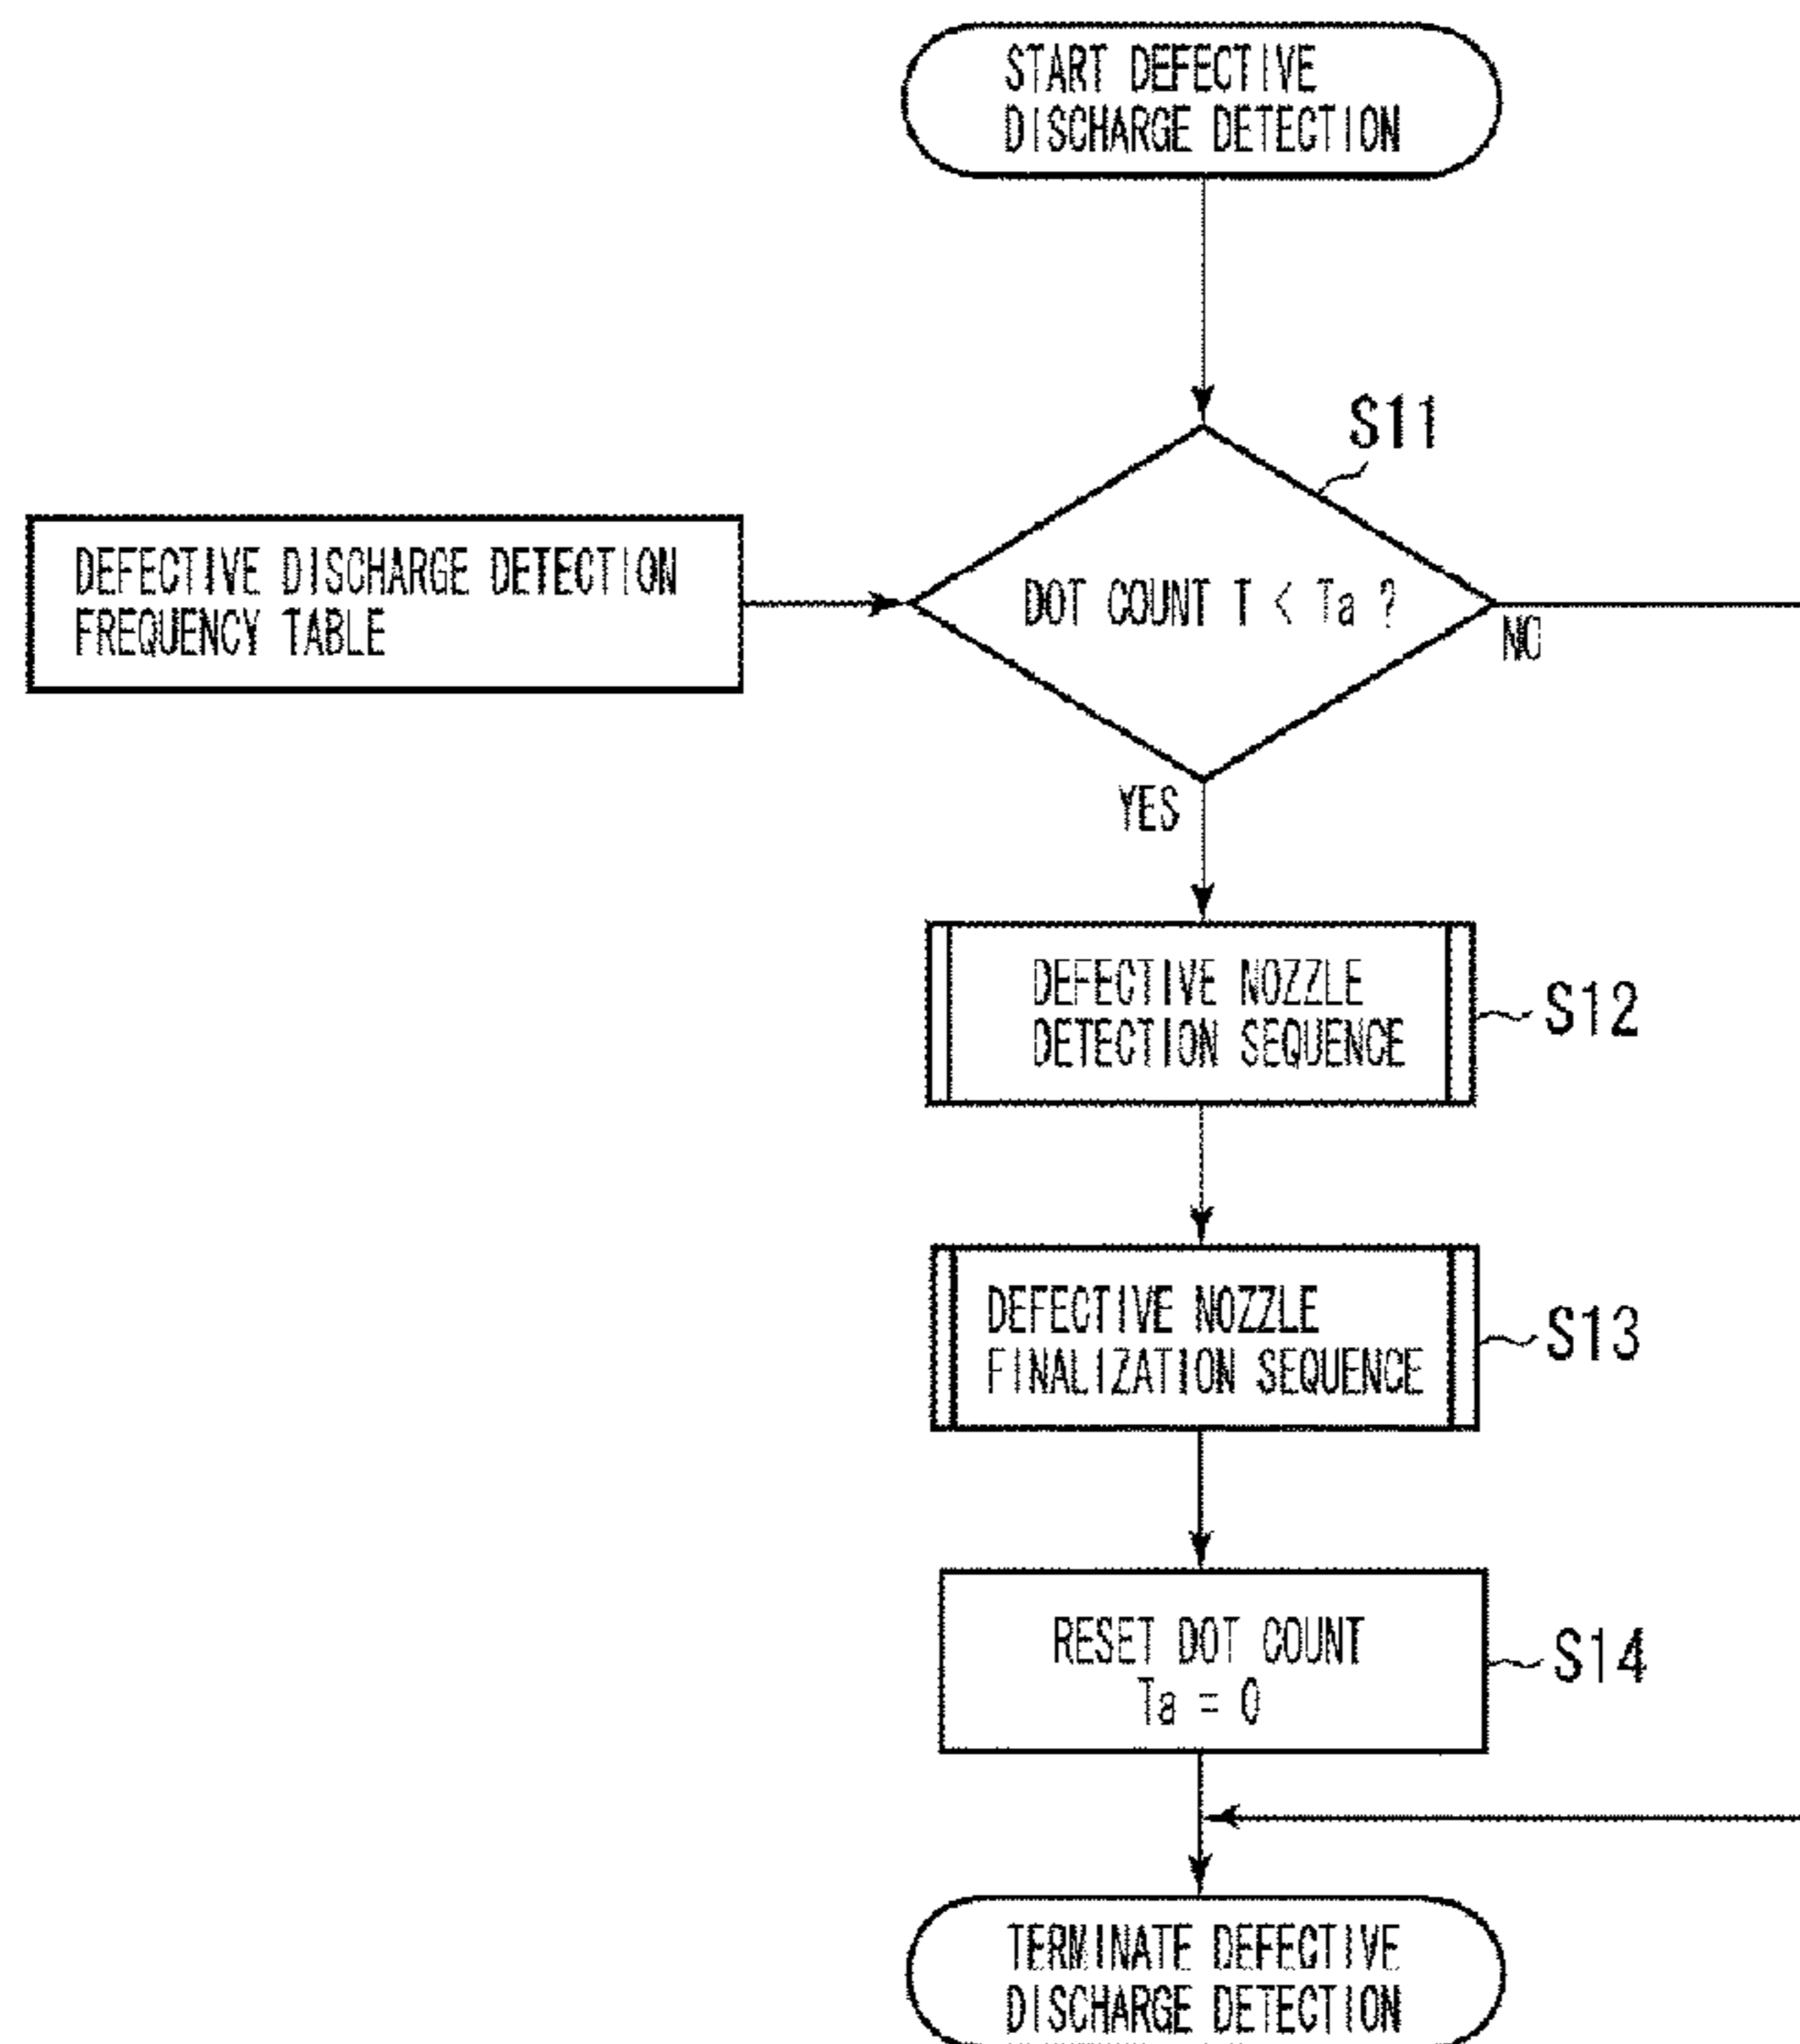 START DEFECTIVE
DISCHARGE DETECTION
S11
DEFECTIVE DISCHARGE DETECTION
FREQUENCY TABLE
DOT COUNT T < Ta ?
NO
YES
DEFECTIVE NOZZLE
DETECTION SEQUENCE
S12
DEFECTIVE NOZZLE
FINALIZATION SEQUENCE
S13
RESET DOT COUNT
Ta = 0
S14
TERMINATE DEFECTIVE
DISCHARGE DETECTION